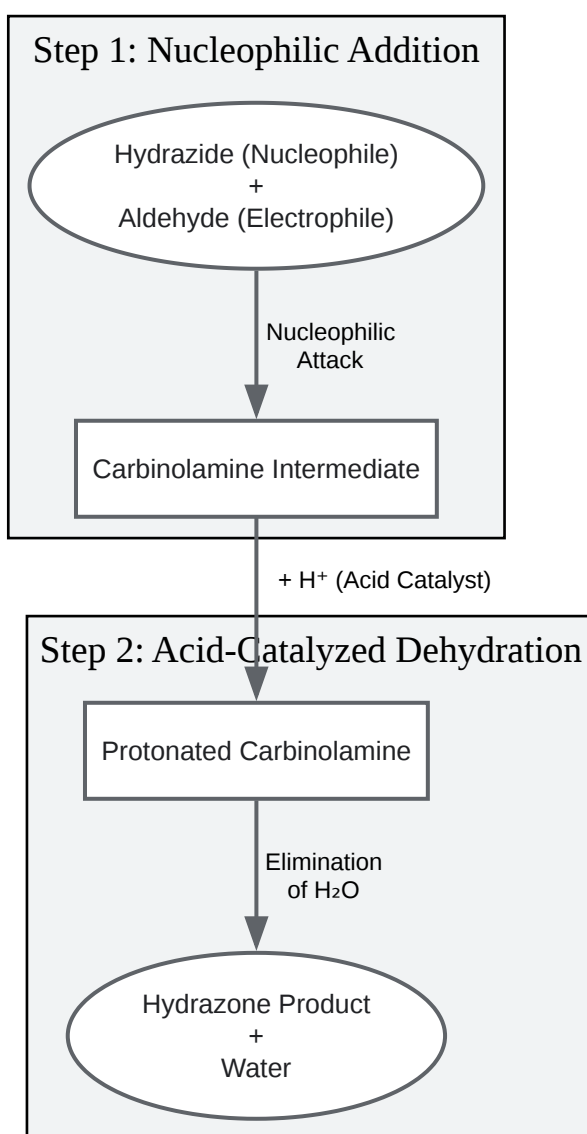 Step 1: Nucleophilic Addition
Hydrazide (Nucleophile)
+
Aldehyde (Electrophile)
Nucleophilic
Attack
Carbinolamine Intermediate
+ H⁺ (Acid Catalyst)
Step 2: Acid-Catalyzed Dehydration
Protonated Carbinolamine
Elimination
of H₂O
Hydrazone Product
+
Water